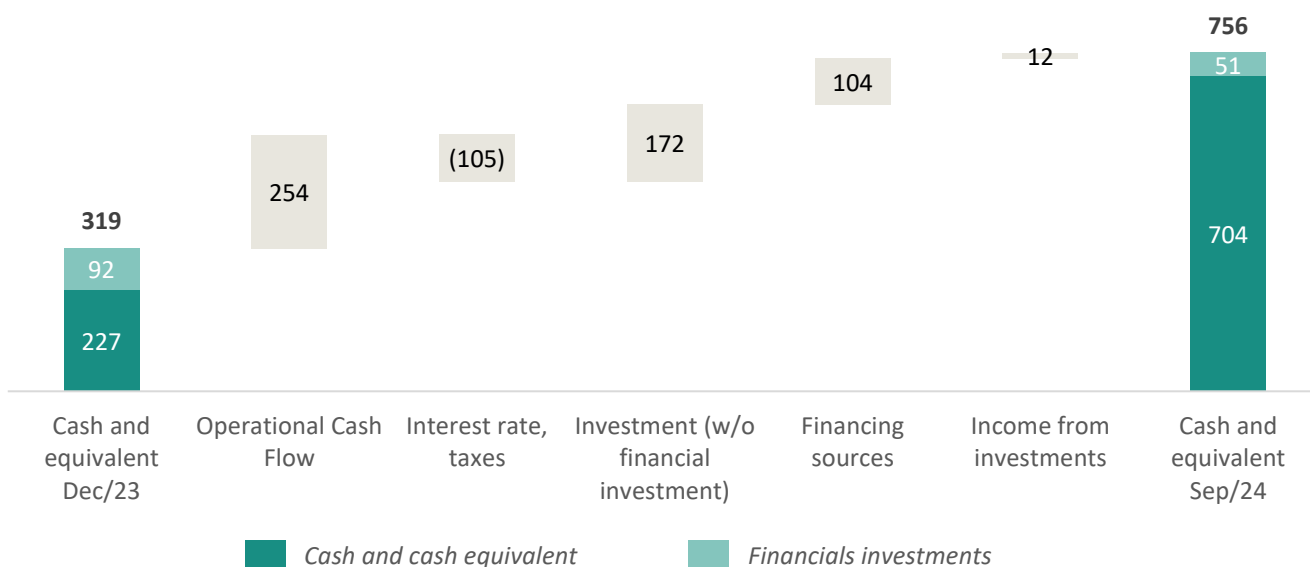 756
12
51
104
172
(105)
254
704
319
92
227
Cash and
equivalent
Dec/23
Operational Cash
Flow
Interest rate,
taxes
Investment (w/o
financial
investment)
Financing
sources
Income from
investments
Cash and
equivalent
Sep/24
Cash and cash equivalent
Financials investments